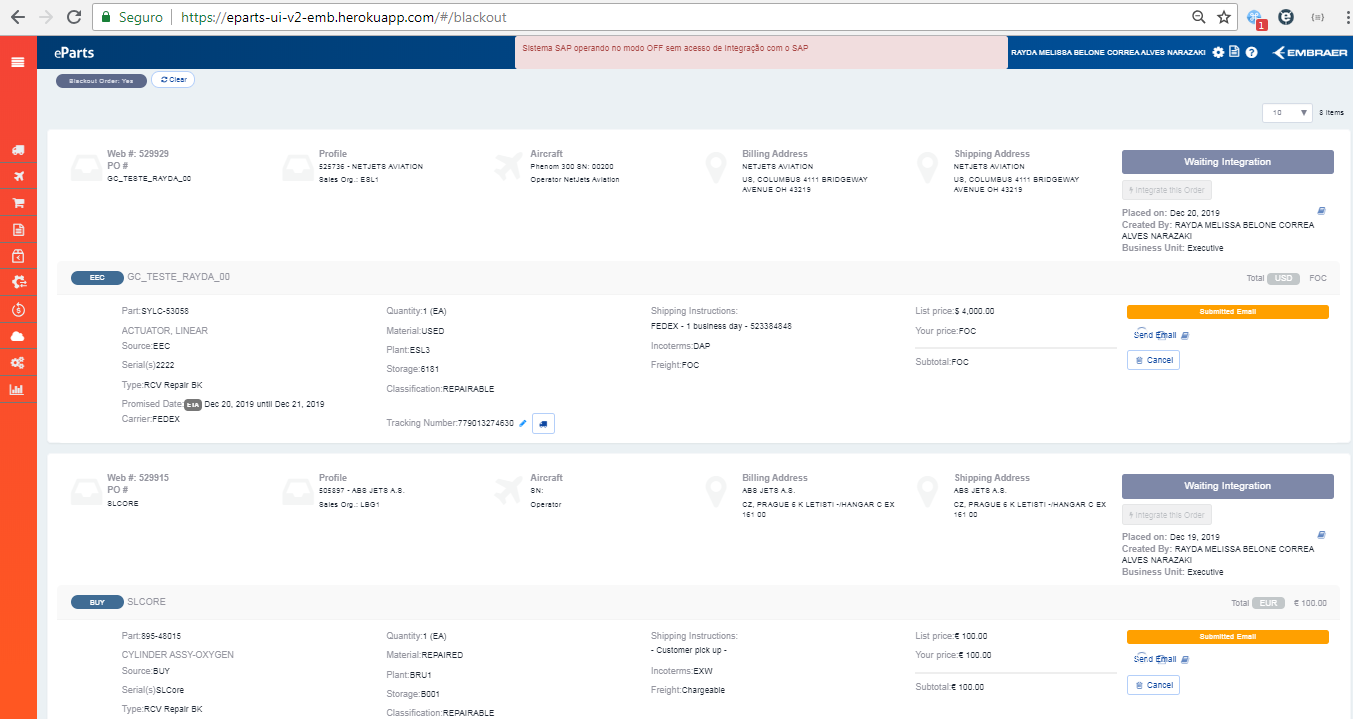 Seguro https://eparts-ui-v2-emb.herokuapp.com/#/blackout
1
eParts
Sistema SAP operando no modo OFF sem acesso de Integração com o SAP
RAYDA MELISSA BELONE CORREA ALVES NARAZAKI
EMBRAER
Blackout Order: Yes
Clear
10
8 Items
Web #: 529929
PO #
GC_TESTE_RAYDA_00
Profile
525736 - NETJETS AVIATION
Sales Org.: ESL1
Aircraft
Phenom 300 SN: 00200
Operator NetJets Aviation
Billing Address
NETJETS AVIATION
US, COLUMBUS 4111 BRIDGEWAY
AVENUE OH 43219
Shipping Address
NETJETS AVIATION
US, COLUMBUS 4111 BRIDGEWAY
AVENUE OH 43219
Waiting Integration
Integrate this Order
Placed on: Dec 20, 2019
Created By: RAYDA MELISSA BELONE CORREA
ALVES NARAZAKI
Business Unit: Executive
EEC
GC_TESTE_RAYDA_00
Total USD FOC
Part:SYLC-53058
ACTUATOR, LINEAR
Source:EEC
Serial(s)2222
Type:RCV Repair BK
Promised Date:ETA Dec 20, 2019 until Dec 21, 2019
Carrier:FEDEX
Quantity:1 (EA)
Material:USED
Plant:ESL3
Storage:6181
Classification:REPAIRABLE
Tracking Number:779013274630
Shipping Instructions:
FEDEX - 1 business day - 523384848
Incoterms:DAP
Freight:FOC
List price:$ 4,000.00
Your price:FOC
Subtotal:FOC
Submitted Email
Send Email
Cancel
Web #: 529915
PO #
SLCORE
Profile
505397 - ABS JETS A.S.
Sales Org.: LBG1
Aircraft
SN:
Operator
Billing Address
ABS JETS A.S.
CZ, PRAGUE 6 K LETISTI -/HANGAR C EX
161 00
Shipping Address
ABS JETS A.S.
CZ, PRAGUE 6 K LETISTI -/HANGAR C EX
161 00
Waiting Integration
Integrate this Order
Placed on: Dec 19, 2019
Created By: RAYDA MELISSA BELONE CORREA
ALVES NARAZAKI
Business Unit: Executive
BUY
SLCORE
Total EUR € 100.00
Part:895-48015
CYLINDER ASSY-OXYGEN
Source:BUY
Serial(s)SLCore
Type:RCV Repair BK
Quantity:1 (EA)
Material:REPAIRED
Plant:BRU1
Storage:B001
Classification:REPAIRABLE
Shipping Instructions:
- Customer pick up -
Incoterms:EXW
Freight:Chargeable
List price:€ 100.00
Your price:€ 100.00
Subtotal:€ 100.00
Submitted Email
Send Email
Cancel